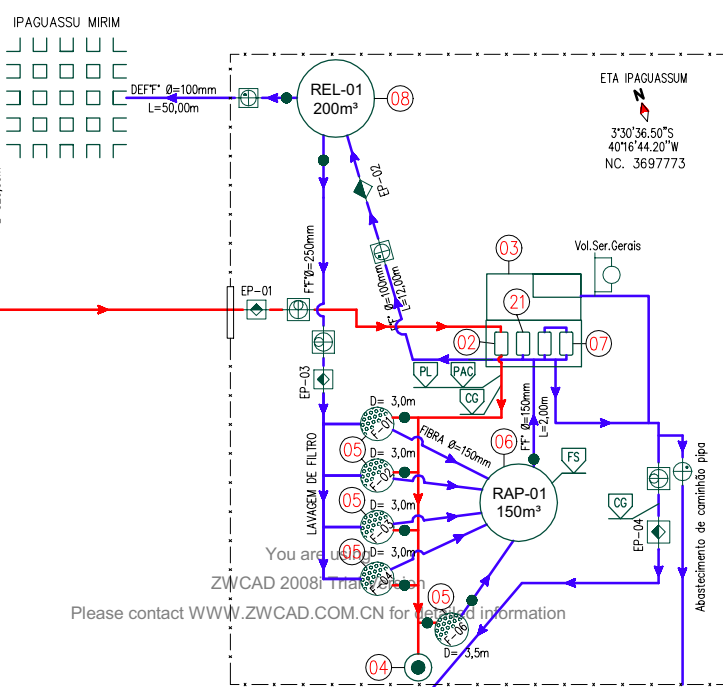 IPAGUASSU MIRIM
DEF°F° Ø=100mm
L=50,00m
REL-01
200m³
08
ETA IPAGUASSUM
N
3°30'36.50"S
40°16'44.20"W
NC. 3697773
EP-02
F°F°Ø=250mm
F°F° Ø=100mm
L=12,00m
03
Vol.Ser.Gerais
EP-01
21
02
07
PL
PAC
CG
EP-03
D= 3,0m
F-01
FIBRA Ø=150mm
06
F°F° Ø=150mm
L=2,00m
FS
05
D= 3,0m
F-02
RAP-01
150m³
LAVAGEM DE FILTRO
05
D= 3,0m
F-03
CG
EP-04
Abastecimento de caminhão pipa
05
D= 3,0m
F-04
You are using
ZWCAD 2008i Trial version
Please contact WWW.ZWCAD.COM.CN for detailed information
05
F-06
D= 3,5m
04